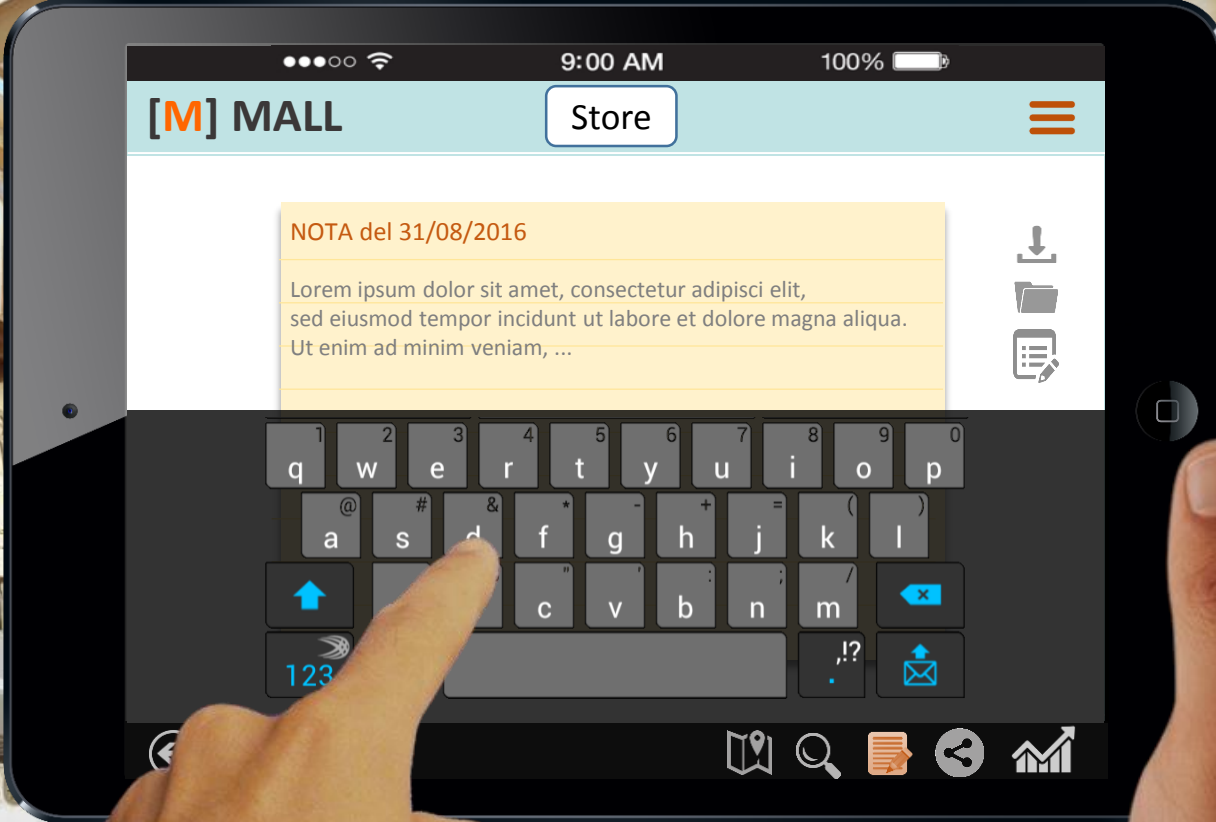 9:00 AM 100%
[M] MALL Store
NOTA del 31/08/2016
Lorem ipsum dolor sit amet, consectetur adipisci elit,
sed eiusmod tempor incidunt ut labore et dolore magna aliqua.
Ut enim ad minim veniam, ...
1 2 3 4 5 6 7 8 9 0
q w e r t y u i o p
@ # & * - + = ( )
a s d f g h j k l
" ' : ; /
c v b n m
,!?
123 .